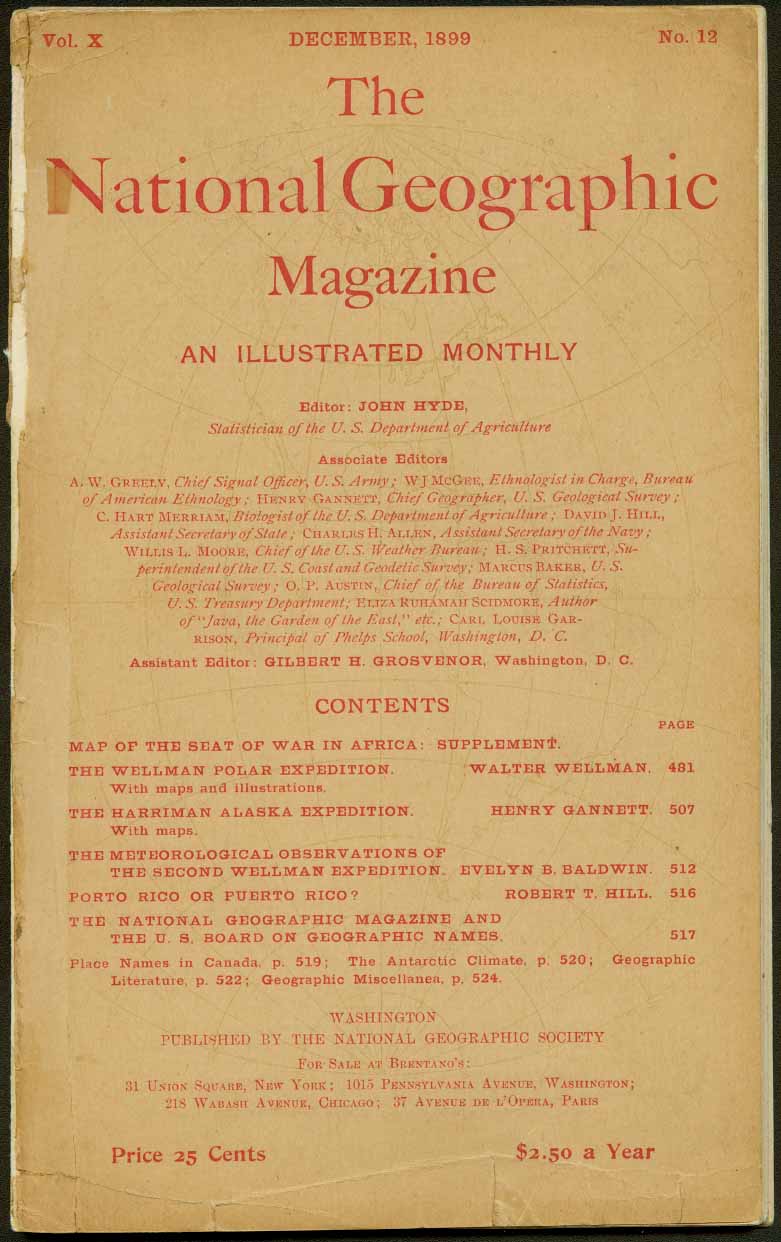 Vol. X DECEMBER, 1899 No. 12
The
National Geographic
Magazine
AN ILLUSTRATED MONTHLY
Editor: JOHN HYDE,
Statistician of the U. S. Department of Agriculture
Associate Editors
A. W. GREELY, Chief Signal Officer, U. S. Army; W J MCGEE, Ethnologist in Charge, Bureau
of American Ethnology; HENRY GANNETT, Chief Geographer, U. S. Geological Survey;
C. HART MERRIAM, Biologist of the U. S. Department of Agriculture; DAVID J. HILL,
Assistant Secretary of State; CHARLES H. ALLEN, Assistant Secretary of the Navy;
WILLIS L. MOORE, Chief of the U. S. Weather Bureau; H. S. PRITCHETT, Su-
perintendent of the U. S. Coast and Geodetic Survey; MARCUS BAKER, U. S.
Geological Survey; O. P. AUSTIN, Chief of the Bureau of Statistics,
U. S. Treasury Department; ELIZA RUHAMAH SCIDMORE, Author
of "Java, the Garden of the East," etc.; CARL LOUISE GAR-
RISON, Principal of Phelps School, Washington, D. C.
Assistant Editor: GILBERT H. GROSVENOR, Washington, D. C.
CONTENTS
PAGE
MAP OF THE SEAT OF WAR IN AFRICA: SUPPLEMENT.
THE WELLMAN POLAR EXPEDITION. WALTER WELLMAN. 481
With maps and illustrations.
THE HARRIMAN ALASKA EXPEDITION. HENRY GANNETT. 507
With maps.
THE METEOROLOGICAL OBSERVATIONS OF
THE SECOND WELLMAN EXPEDITION. EVELYN B. BALDWIN. 512
PORTO RICO OR PUERTO RICO? ROBERT T. HILL. 516
THE NATIONAL GEOGRAPHIC MAGAZINE AND
THE U. S. BOARD ON GEOGRAPHIC NAMES. 517
Place Names in Canada, p. 519; The Antarctic Climate, p. 520; Geographic
Literature, p. 522; Geographic Miscellanea, p. 524.
WASHINGTON
PUBLISHED BY THE NATIONAL GEOGRAPHIC SOCIETY
FOR SALE AT BRENTANO'S:
31 UNION SQUARE, NEW YORK; 1015 PENNSYLVANIA AVENUE, WASHINGTON;
218 WABASH AVENUE, CHICAGO; 37 AVENUE DE L'OPERA, PARIS
Price 25 Cents $2.50 a Year